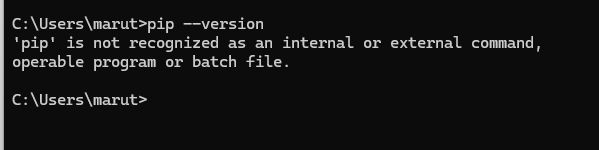 C:\Users\marut>pip --version
'pip' is not recognized as an internal or external command,
operable program or batch file.
C:\Users\marut>